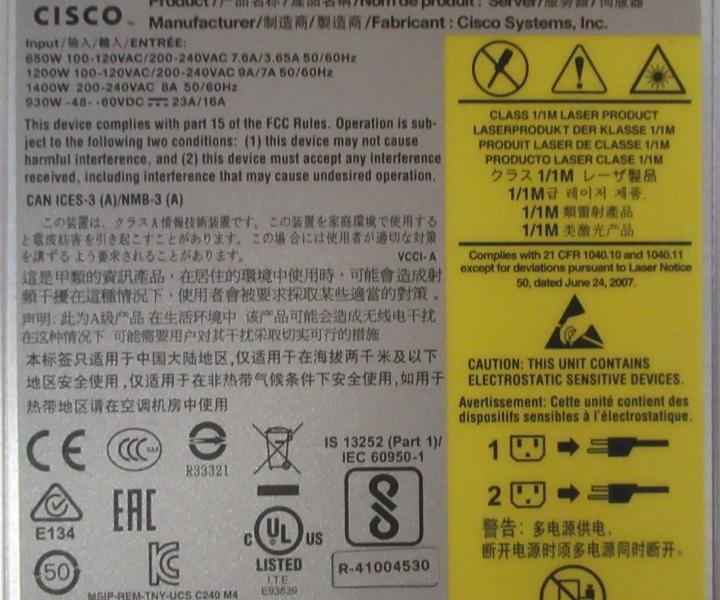 CISCO™
Product/产品名称/產品名稱/Nom de produit : Server/服务器/伺服器
Manufacturer/制造商/製造商/Fabricant : Cisco Systems, Inc.
Input/输入/輸入/ENTRÉE:
650W 100-120VAC/200-240VAC 7.6A/3.65A 50/60Hz
1200W 100-120VAC/200-240VAC 9A/7A 50/60Hz
1400W 200-240VAC 8A 50/60Hz
930W -48- -60VDC 23A/16A
This device complies with part 15 of the FCC Rules. Operation is sub-
ject to the following two conditions: (1) this device may not cause
harmful interference, and (2) this device must accept any interference
received, including interference that may cause undesired operation.
CAN ICES-3 (A)/NMB-3 (A)
この装置は、クラスA情報技術装置です。この装置を家庭環境で使用する
と電波妨害を引き起こすことがあります。この場合には使用者が適切な対策
を講ずるよう要求されることがあります。 VCCI-A
這是甲類的資訊產品，在居住的環境中使用時，可能會造成射
頻干擾在這種情況下，使用者會被要求採取某些適當的對策。
声明: 此为A级产品 在生活环境中 该产品可能会造成无线电干扰
在这种情况下 可能需要用户对其干扰采取切实可行的措施
本标签只适用于中国大陆地区,仅适用于在海拔两千米及以下
地区安全使用,仅适用于在非热带气候条件下安全使用,如用于
热带地区请在空调机房中使用
CE
CCC
R33321
IS 13252 (Part 1)/
IEC 60950-1
E134
EAC
C UL US
LISTED
I.T.E.
E93639
R-41004530
50
MSIP-REM-TNY-UCS C240 M4
CLASS 1/1M LASER PRODUCT
LASERPRODUKT DER KLASSE 1/1M
PRODUIT LASER DE CLASSE 1/1M
PRODUCTO LASER CLASE 1/1M
クラス 1/1M レーザ製品
1/1M급 레이저 제품.
1/1M 類雷射產品
1/1M 类激光产品
Complies with 21 CFR 1040.10 and 1040.11
except for deviations pursuant to Laser Notice
50, dated June 24, 2007.
CAUTION: THIS UNIT CONTAINS
ELECTROSTATIC SENSITIVE DEVICES.
Avertissement: Cette unité contient des
dispositifs sensibles à l'électrostatique.
1
2
警告: 多电源供电,
断开电源时须多电源同时断开。